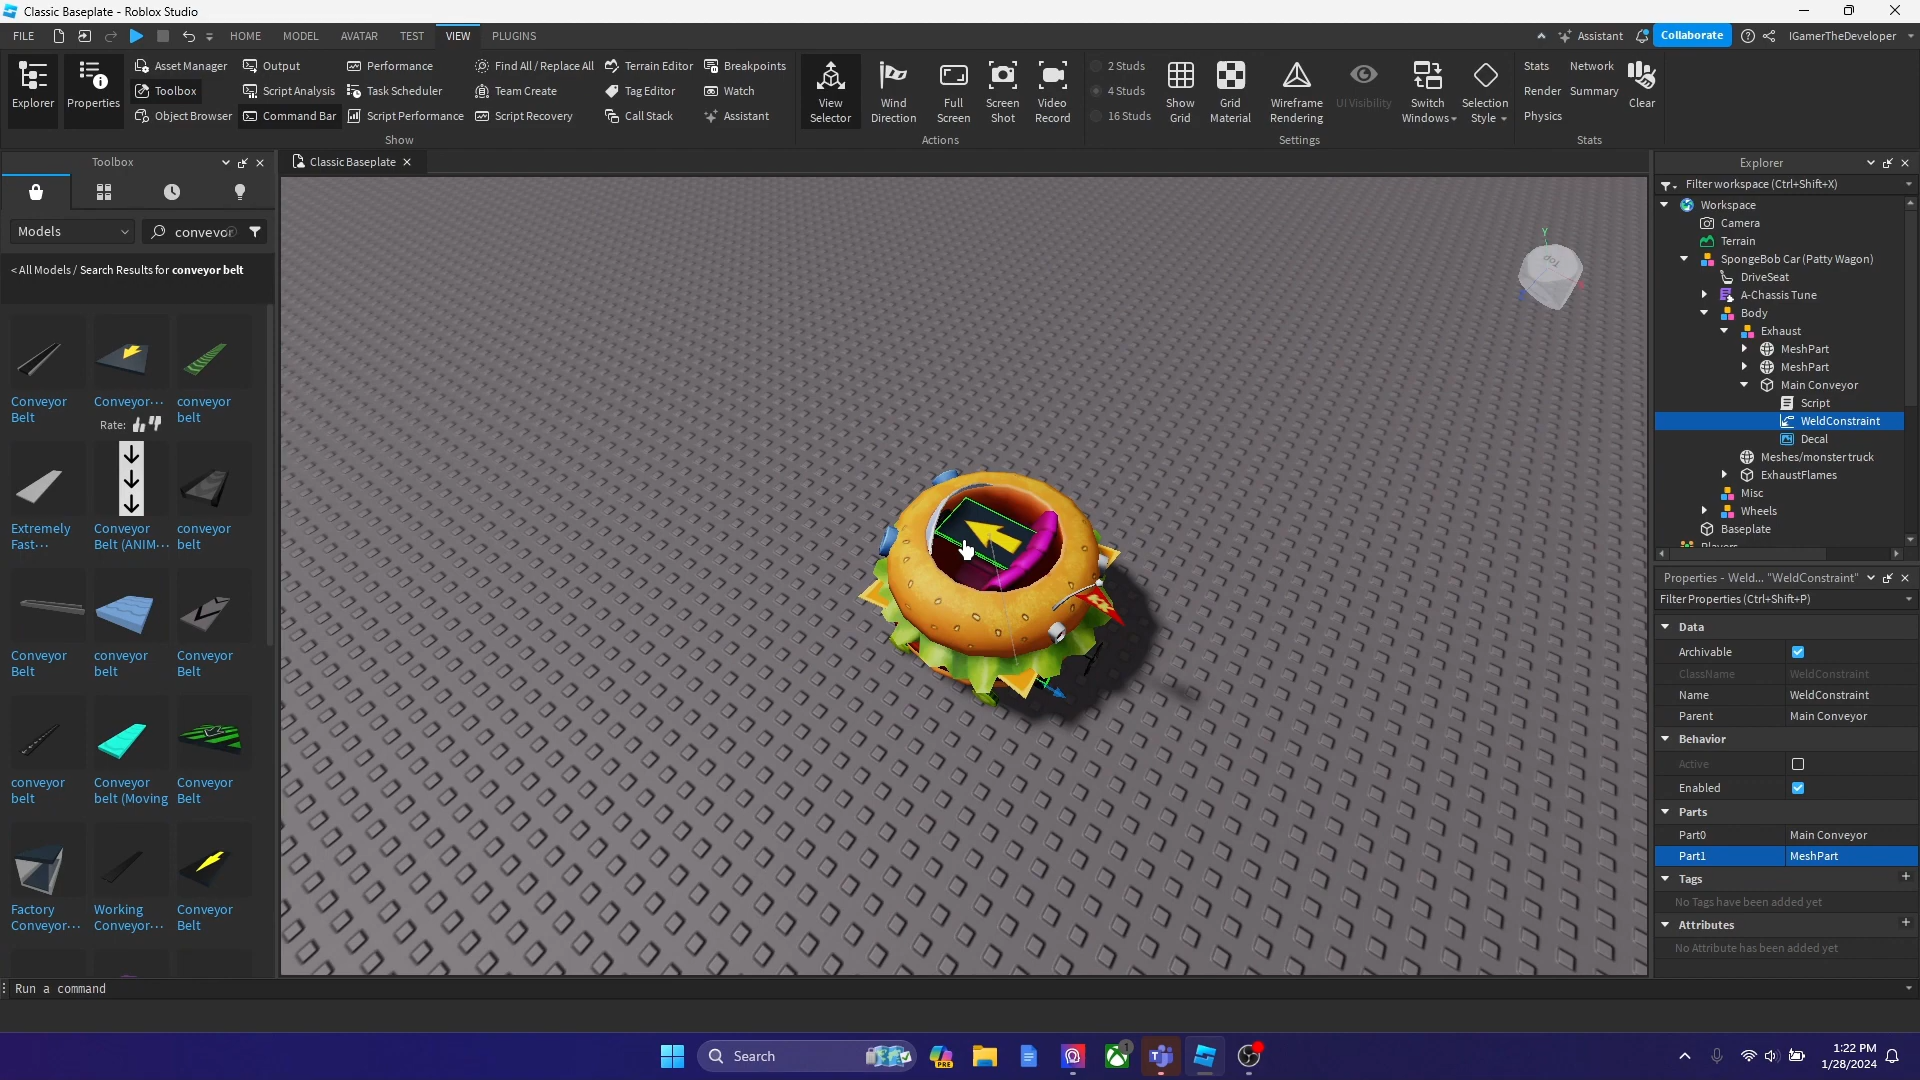 Classic Baseplate - Roblox Studio
FILE
HOME
MODEL
AVATAR
TEST
VIEW
PLUGINS
Assistant
Collaborate
IGamerTheDeveloper
Explorer
Properties
Asset Manager
Toolbox
Object Browser
Output
Script Analysis
Command Bar
Performance
Task Scheduler
Script Performance
Find All / Replace All
Team Create
Script Recovery
Terrain Editor
Tag Editor
Call Stack
Breakpoints
Watch
Assistant
Show
View
Selector
Wind
Direction
Full
Screen
Screen
Shot
Video
Record
Actions
2 Studs
4 Studs
16 Studs
Show
Grid
Grid
Material
Wireframe
Rendering
UI Visibility
Switch
Windows
Selection
Style
Settings
Stats
Network
Render
Summary
Physics
Clear
Stats
Toolbox
Models
conveyor
< All Models / Search Results for conveyor belt
Conveyor
Belt
Conveyor...
conveyor
belt
Rate:
Extremely
Fast...
Conveyor
Belt (ANIM...
conveyor
belt
Conveyor
Belt
conveyor
belt
Conveyor
Belt
conveyor
belt
Conveyor
belt (Moving
Conveyor
Belt
Factory
Conveyor...
Working
Conveyor...
Conveyor
Belt
Classic Baseplate
Y
Top
Explorer
Filter workspace (Ctrl+Shift+X)
Workspace
Camera
Terrain
SpongeBob Car (Patty Wagon)
DriveSeat
A-Chassis Tune
Body
Exhaust
MeshPart
MeshPart
Main Conveyor
Script
WeldConstraint
Decal
Meshes/monster truck
ExhaustFlames
Misc
Wheels
Baseplate
Players
Properties - Weld... "WeldConstraint"
Filter Properties (Ctrl+Shift+P)
Data
Archivable
ClassName WeldConstraint
Name WeldConstraint
Parent Main Conveyor
Behavior
Active
Enabled
Parts
Part0 Main Conveyor
Part1 MeshPart
Tags
No Tags have been added yet
Attributes
No Attribute has been added yet
Run a command
Search
PRE
1
1:22 PM
1/28/2024